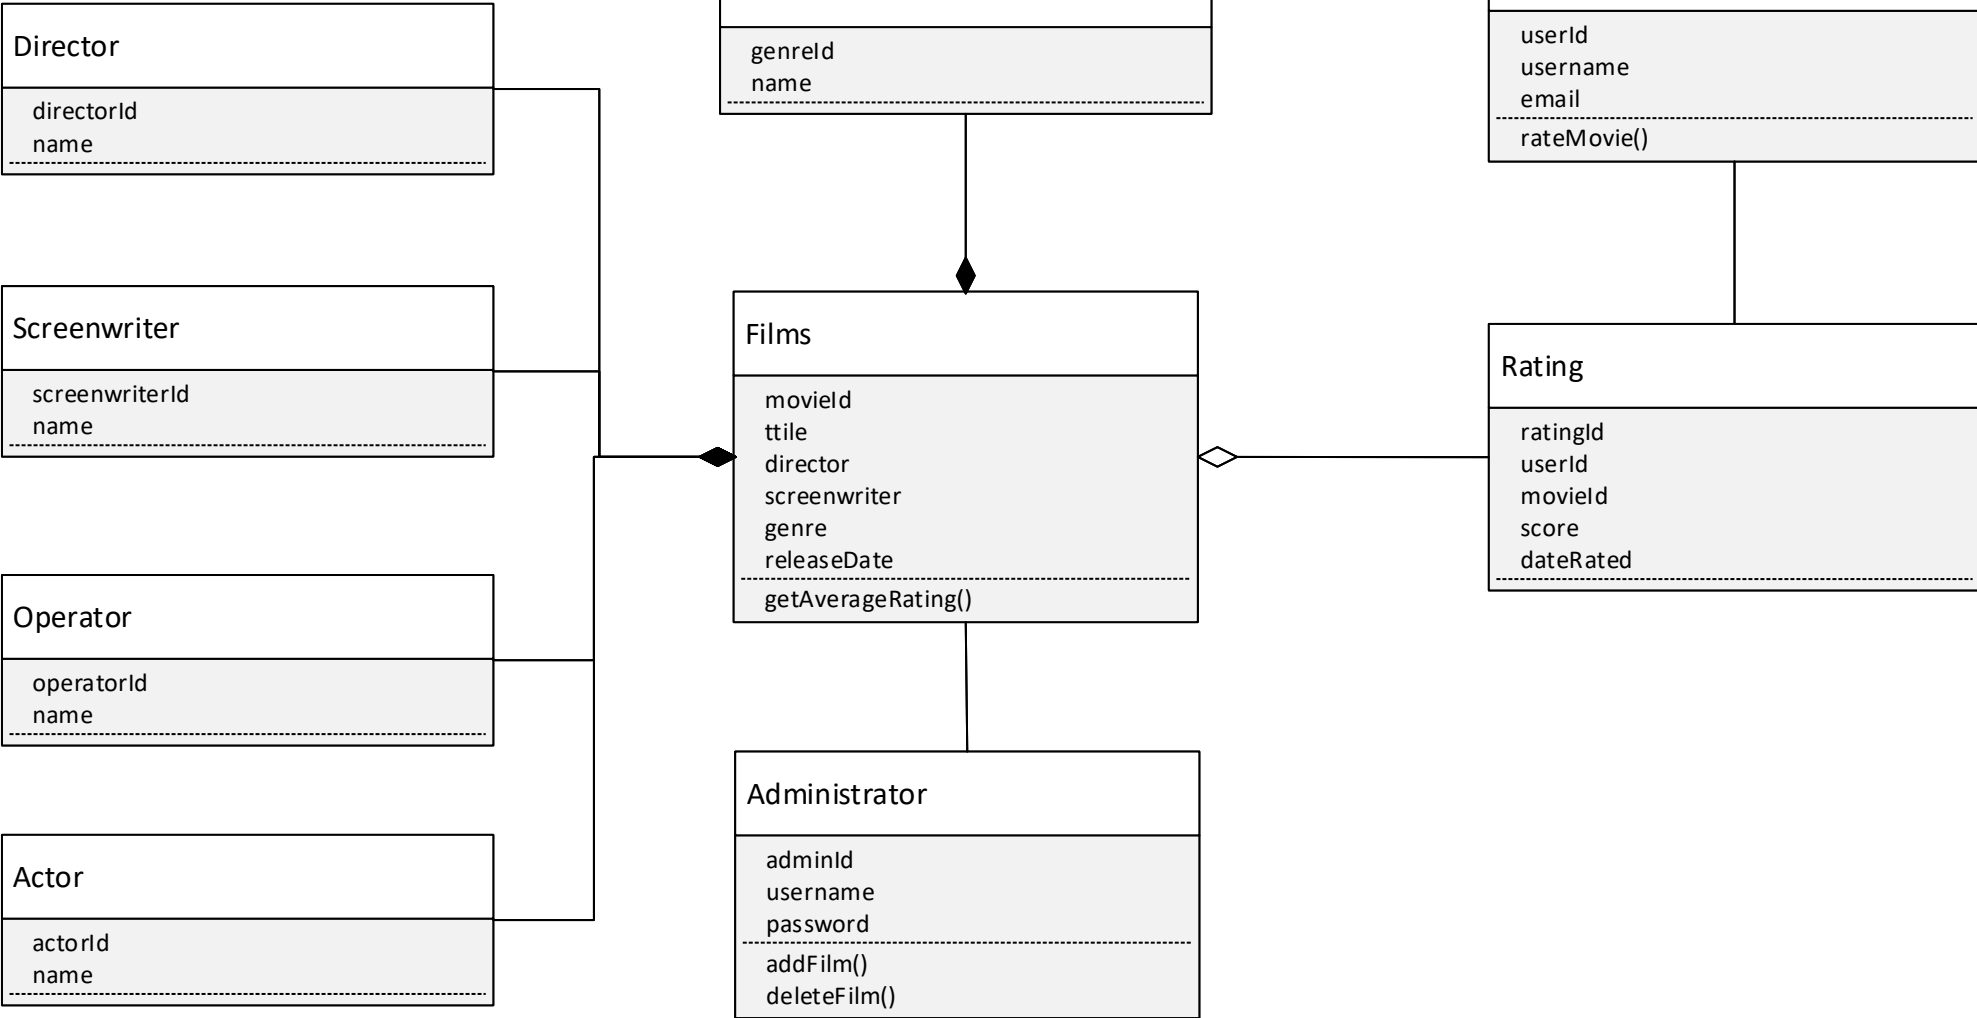 Director
directorId
name
genreId
name
userId
username
email
rateMovie()
Screenwriter
screenwriterId
name
Films
movieId
ttile
director
screenwriter
genre
releaseDate
getAverageRating()
Rating
ratingId
userId
movieId
score
dateRated
Operator
operatorId
name
Administrator
adminId
username
password
addFilm()
deleteFilm()
Actor
actorId
name